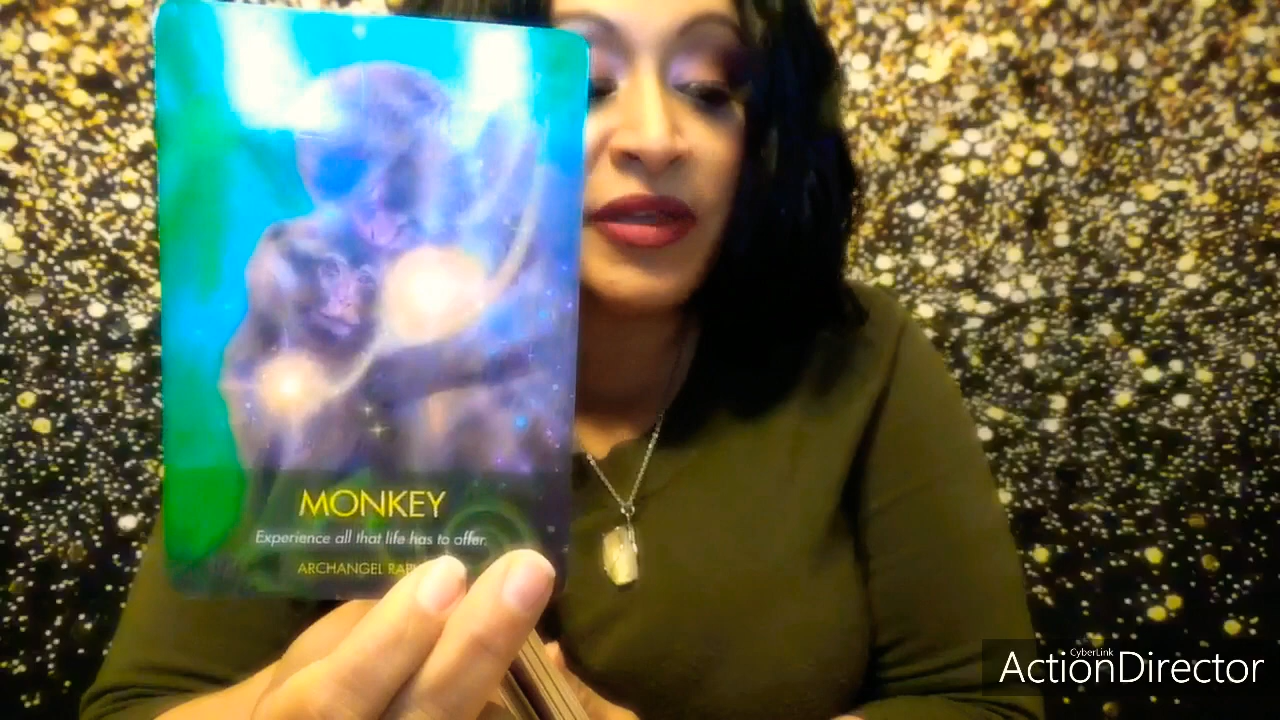 MONKEY
Experience all that life has to offer.
ARCHANGEL
CyberLink
ActionDirector